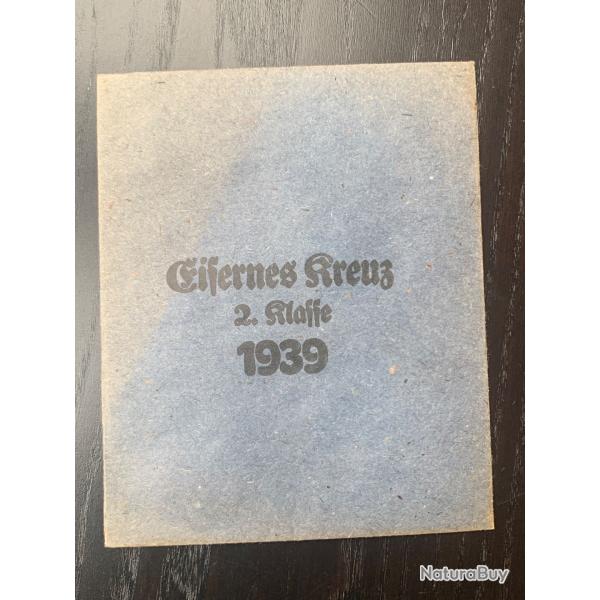 Eisernes Kreuz
2. Klasse
1939
NaturaBuy